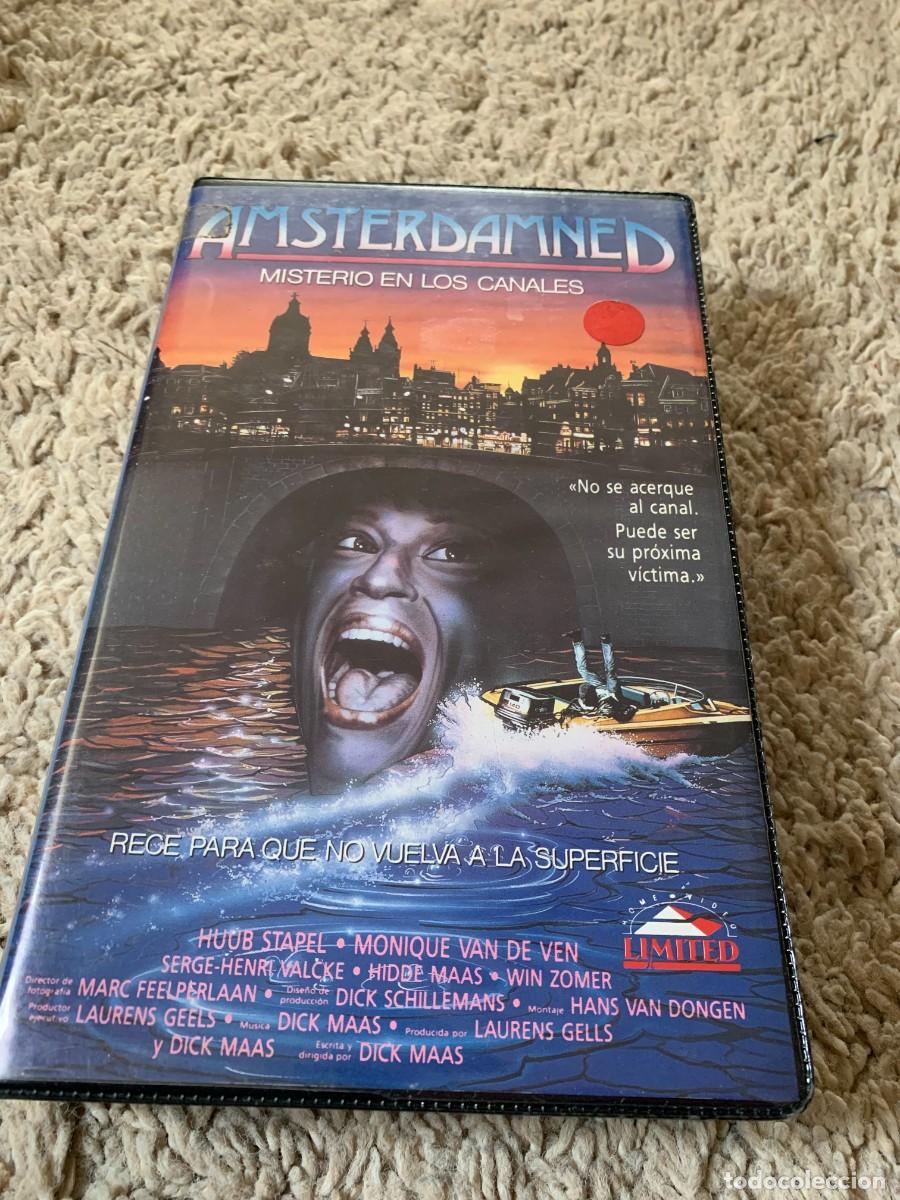 AMSTERDAMNED
MISTERIO EN LOS CANALES
«No se acerque
al canal.
Puede ser
su próxima
víctima.»
RECE PARA QUE NO VUELVA A LA SUPERFICIE
ACME VIDEO
LIMITED
HUUB STAPEL • MONIQUE VAN DE VEN
SERGE-HENRI VALCKE • HIDDE MAAS • WIN ZOMER
Director de fotografía MARC FEELPERLAAN • Diseño de producción DICK SCHILLEMANS • Montaje HANS VAN DONGEN
Productor ejecutivo LAURENS GEELS • Música DICK MAAS • Producida por LAURENS GELLS
y DICK MAAS Escrita y dirigida por DICK MAAS
todocoleccion